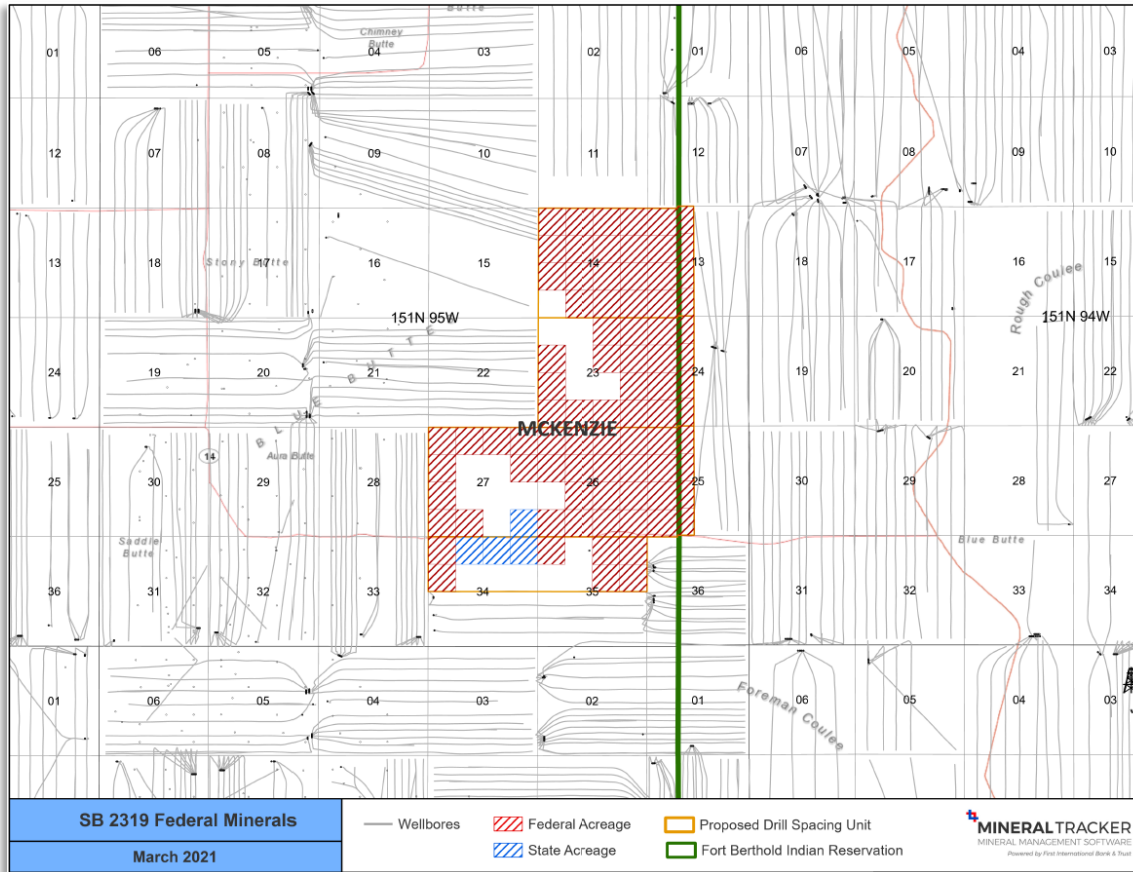 Butte
Chimney
Butte
01 06 05 04 03 02 01 06 05 04 03
12 07 08 09 10 11 12 07 08 09 10
13 18 Stony Butte 17 16 15 14 13 18 17 16 15
Rough Coulee
151N 95W 151N 94W
24 19 20 21 22 23 24 19 20 21 22
BLUE BUTTE
MCKENZIE
14 Aura Butte
25 30 29 28 27 26 25 30 29 28 27
Saddle
Butte
Blue Butte
36 31 32 33 34 35 36 31 32 33 34
01 06 05 04 03 02 01 06 05 04 03
Foreman Coulee
SB 2319 Federal Minerals
March 2021
Wellbores
Federal Acreage
State Acreage
Proposed Drill Spacing Unit
Fort Berthold Indian Reservation
MINERALTRACKER
MINERAL MANAGEMENT SOFTWARE
Powered by First International Bank & Trust